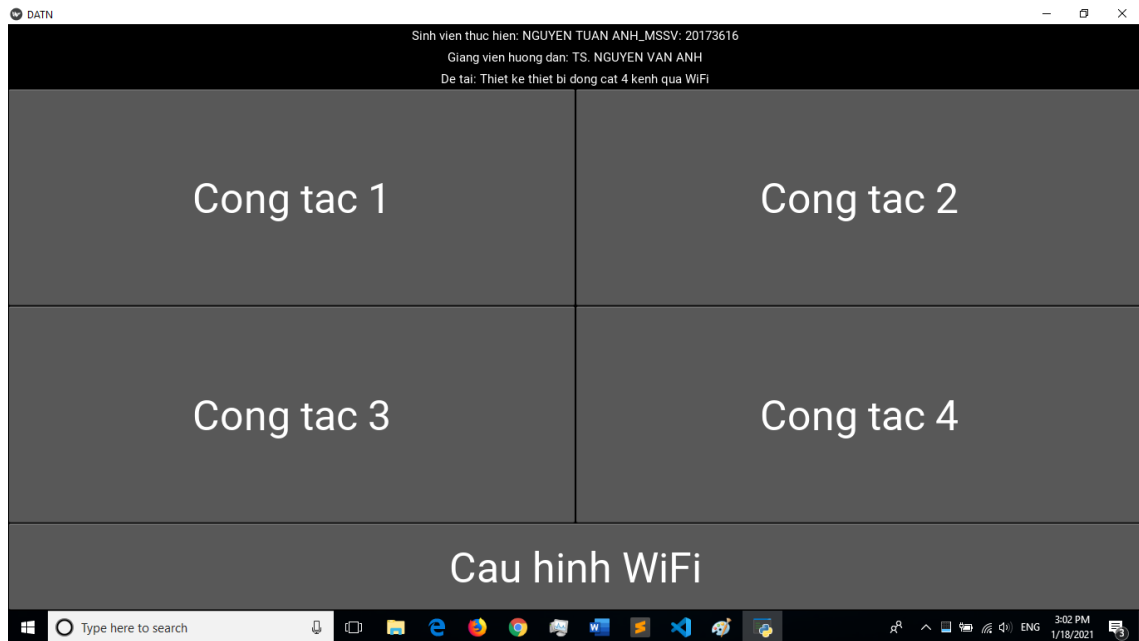 DATN
Sinh vien thuc hien: NGUYEN TUAN ANH_MSSV: 20173616
Giang vien huong dan: TS. NGUYEN VAN ANH
De tai: Thiet ke thiet bi dong cat 4 kenh qua WiFi
Cong tac 1
Cong tac 2
Cong tac 3
Cong tac 4
Cau hinh WiFi
Type here to search
ENG
3:02 PM
1/18/2021
3